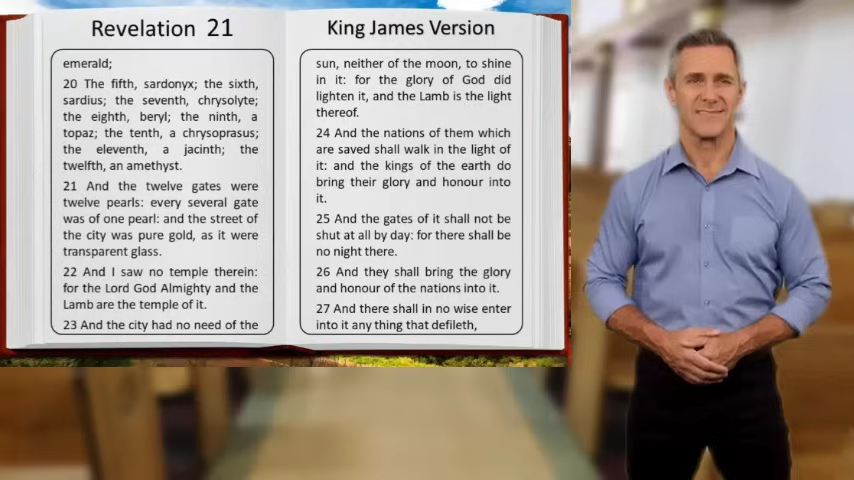 Revelation 21
emerald;
20 The fifth, sardonyx; the sixth,
sardius; the seventh, chrysolyte;
the eighth, beryl; the ninth, a
topaz; the tenth, a chrysoprasus;
the eleventh, a jacinth; the
twelfth, an amethyst.
21 And the twelve gates were
twelve pearls: every several gate
was of one pearl: and the street of
the city was pure gold, as it were
transparent glass.
22 And I saw no temple therein:
for the Lord God Almighty and the
Lamb are the temple of it.
23 And the city had no need of the
King James Version
sun, neither of the moon, to shine
in it: for the glory of God did
lighten it, and the Lamb is the light
thereof.
24 And the nations of them which
are saved shall walk in the light of
it: and the kings of the earth do
bring their glory and honour into
it.
25 And the gates of it shall not be
shut at all by day: for there shall be
no night there.
26 And they shall bring the glory
and honour of the nations into it.
27 And there shall in no wise enter
into it any thing that defileth,